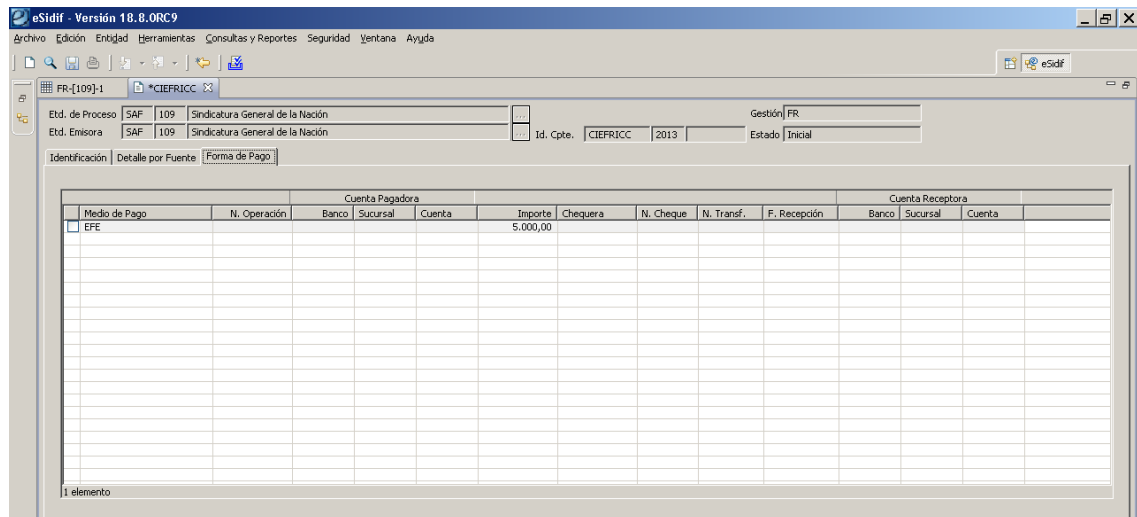 eSidif - Versión 18.8.0RC9
Archivo Edición Entidad Herramientas Consultas y Reportes Seguridad Ventana Ayuda
eSidif
FR-[109]-1 *CIEFRICC
Etd. de Proceso SAF 109 Sindicatura General de la Nación ... Gestión FR
Etd. Emisora SAF 109 Sindicatura General de la Nación ... Id. Cpte. CIEFRICC 2013 Estado Inicial
Identificación Detalle por Fuente Forma de Pago
Cuenta Pagadora Cuenta Receptora
Medio de Pago N. Operación Banco Sucursal Cuenta Importe Chequera N. Cheque N. Transf. F. Recepción Banco Sucursal Cuenta
EFE 5.000,00
1 elemento